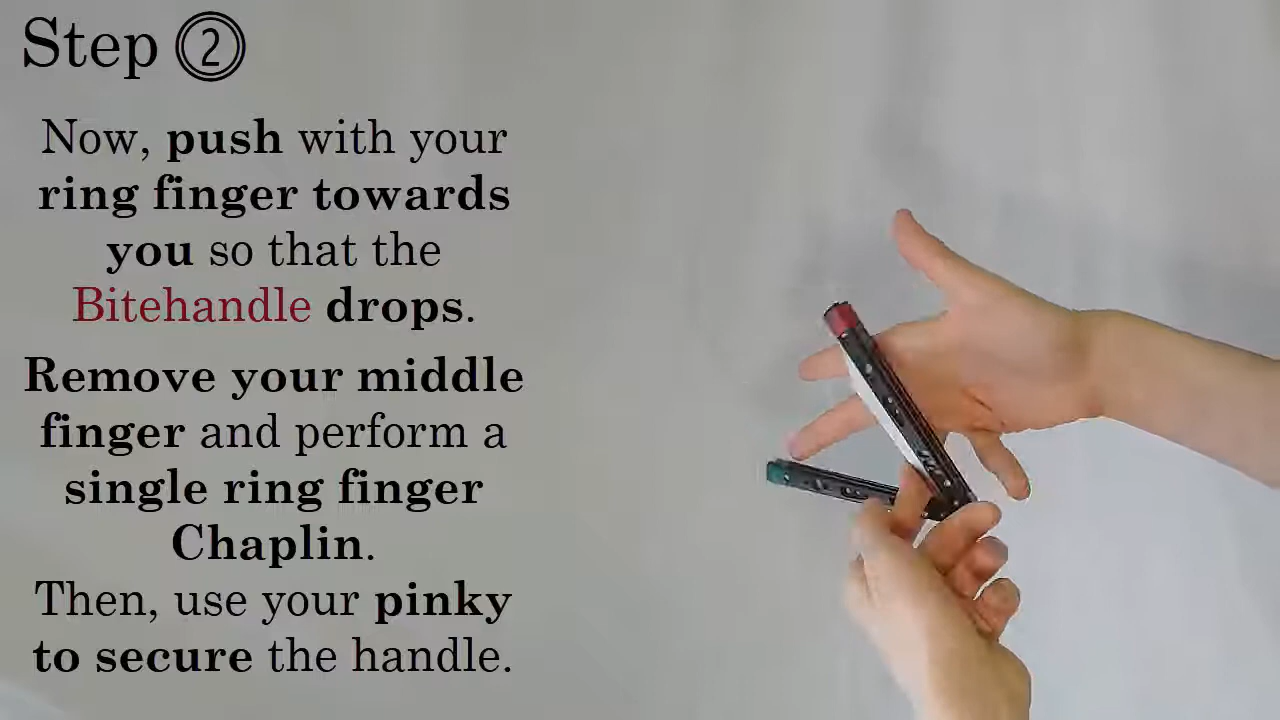 Step ②
Now, push with your
ring finger towards
you so that the
Bitehandle drops.
Remove your middle
finger and perform a
single ring finger
Chaplin.
Then, use your pinky
to secure the handle.